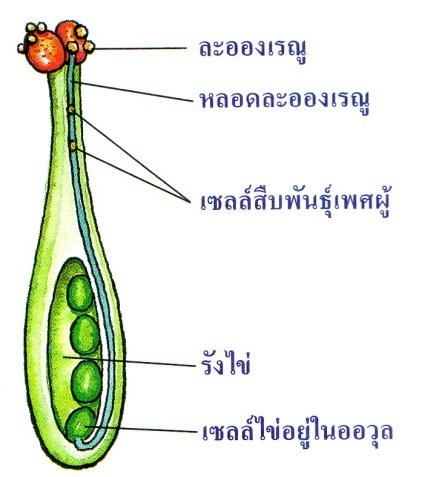 ละอองเรณู
หลอดละอองเรณู
เซลล์สืบพันธุ์เพศผู้
รังไข่
เซลล์ไข่อยู่ในออวุล